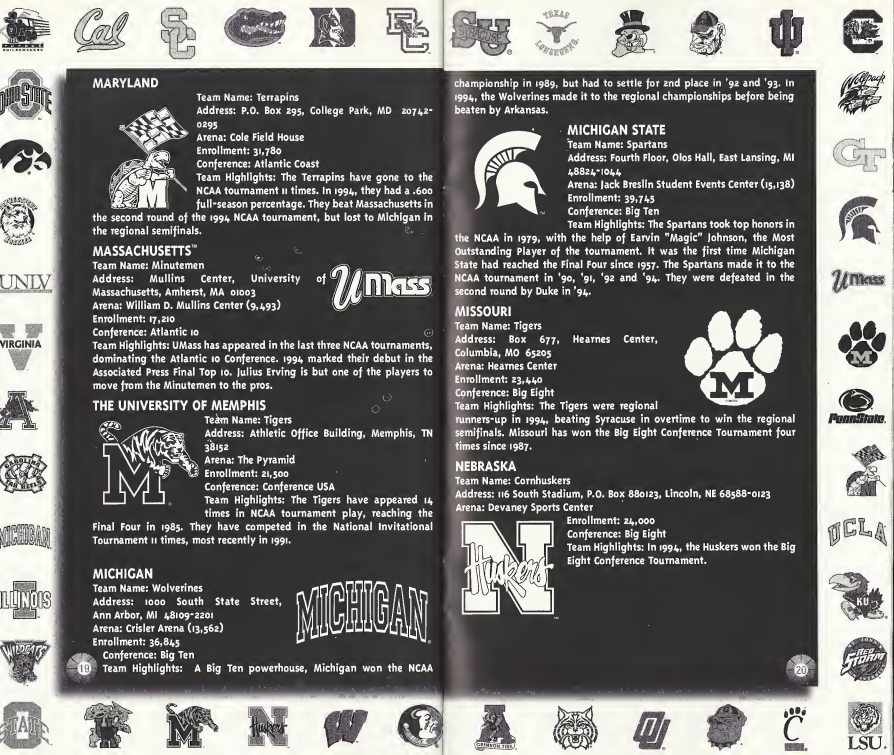 MARYLAND
Team Name: Terrapins
Address: P.O. Box 295, College Park, MD 20742-
0295
Arena: Cole Field House
Enrollment: 31,780
Conference: Atlantic Coast
Team Highlights: The Terrapins have gone to the
NCAA tournament 11 times. In 1994, they had a .600
full-season percentage. They beat Massachusetts in
the second round of the 1994 NCAA tournament, but lost to Michigan in
the regional semifinals.
MASSACHUSETTS™
Team Name: Minutemen
Address: Mullins Center, University of
Massachusetts, Amherst, MA 01003
Arena: William D. Mullins Center (9,493)
Enrollment: 17,210
Conference: Atlantic 10
Team Highlights: UMass has appeared in the last three NCAA tournaments,
dominating the Atlantic 10 Conference. 1994 marked their debut in the
Associated Press Final Top 10. Julius Erving is but one of the players to
move from the Minutemen to the pros.
UMass
THE UNIVERSITY OF MEMPHIS
Team Name: Tigers
Address: Athletic Office Building, Memphis, TN
38152
Arena: The Pyramid
Enrollment: 21,500
Conference: Conference USA
Team Highlights: The Tigers have appeared 14
times in NCAA tournament play, reaching the
Final Four in 1985. They have competed in the National Invitational
Tournament 11 times, most recently in 1991.
M
MICHIGAN
Team Name: Wolverines
Address: 1000 South State Street,
Ann Arbor, MI 48109-2201
Arena: Crisler Arena (13,562)
Enrollment: 36,845
Conference: Big Ten
Team Highlights: A Big Ten powerhouse, Michigan won the NCAA
MICHIGAN
19
championship in 1989, but had to settle for 2nd place in '92 and '93. In
1994, the Wolverines made it to the regional championships before being
beaten by Arkansas.
MICHIGAN STATE
Team Name: Spartans
Address: Fourth Floor, Olos Hall, East Lansing, MI
48824-1044
Arena: Jack Breslin Student Events Center (15,138)
Enrollment: 39,745
Conference: Big Ten
Team Highlights: The Spartans took top honors in
the NCAA in 1979, with the help of Earvin "Magic" Johnson, the Most
Outstanding Player of the tournament. It was the first time Michigan
State had reached the Final Four since 1957. The Spartans made it to the
NCAA tournament in '90, '91, '92 and '94. They were defeated in the
second round by Duke in '94.
MISSOURI
Team Name: Tigers
Address: Box 677, Hearnes Center,
Columbia, MO 65205
Arena: Hearnes Center
Enrollment: 23,440
Conference: Big Eight
Team Highlights: The Tigers were regional
runners-up in 1994, beating Syracuse in overtime to win the regional
semifinals. Missouri has won the Big Eight Conference Tournament four
times since 1987.
M
NEBRASKA
Team Name: Cornhuskers
Address: 116 South Stadium, P.O. Box 880123, Lincoln, NE 68588-0123
Arena: Devaney Sports Center
Enrollment: 24,000
Conference: Big Eight
Team Highlights: In 1994, the Huskers won the Big
Eight Conference Tournament.
Huskers
N
20
Cal
SC
D
BC
SU
TEXAS
LONGHORNS
IU
C
OHIO STATE
UNLV
VIRGINIA
A
MICHIGAN
ILLINOIS
WILDCATS
Wolfpack
GT
UMass
M
PennState
UCLA
KU
RED STORM
M
Huskers
W
A
CRIMSON TIDE
OU
C
LSU